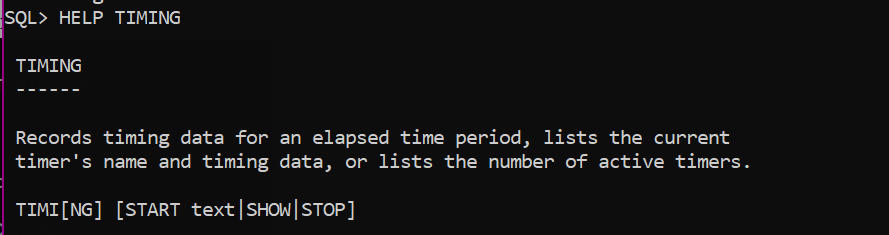 SQL> HELP TIMING
TIMING
------
Records timing data for an elapsed time period, lists the current
timer's name and timing data, or lists the number of active timers.
TIMI[NG] [START text|SHOW|STOP]